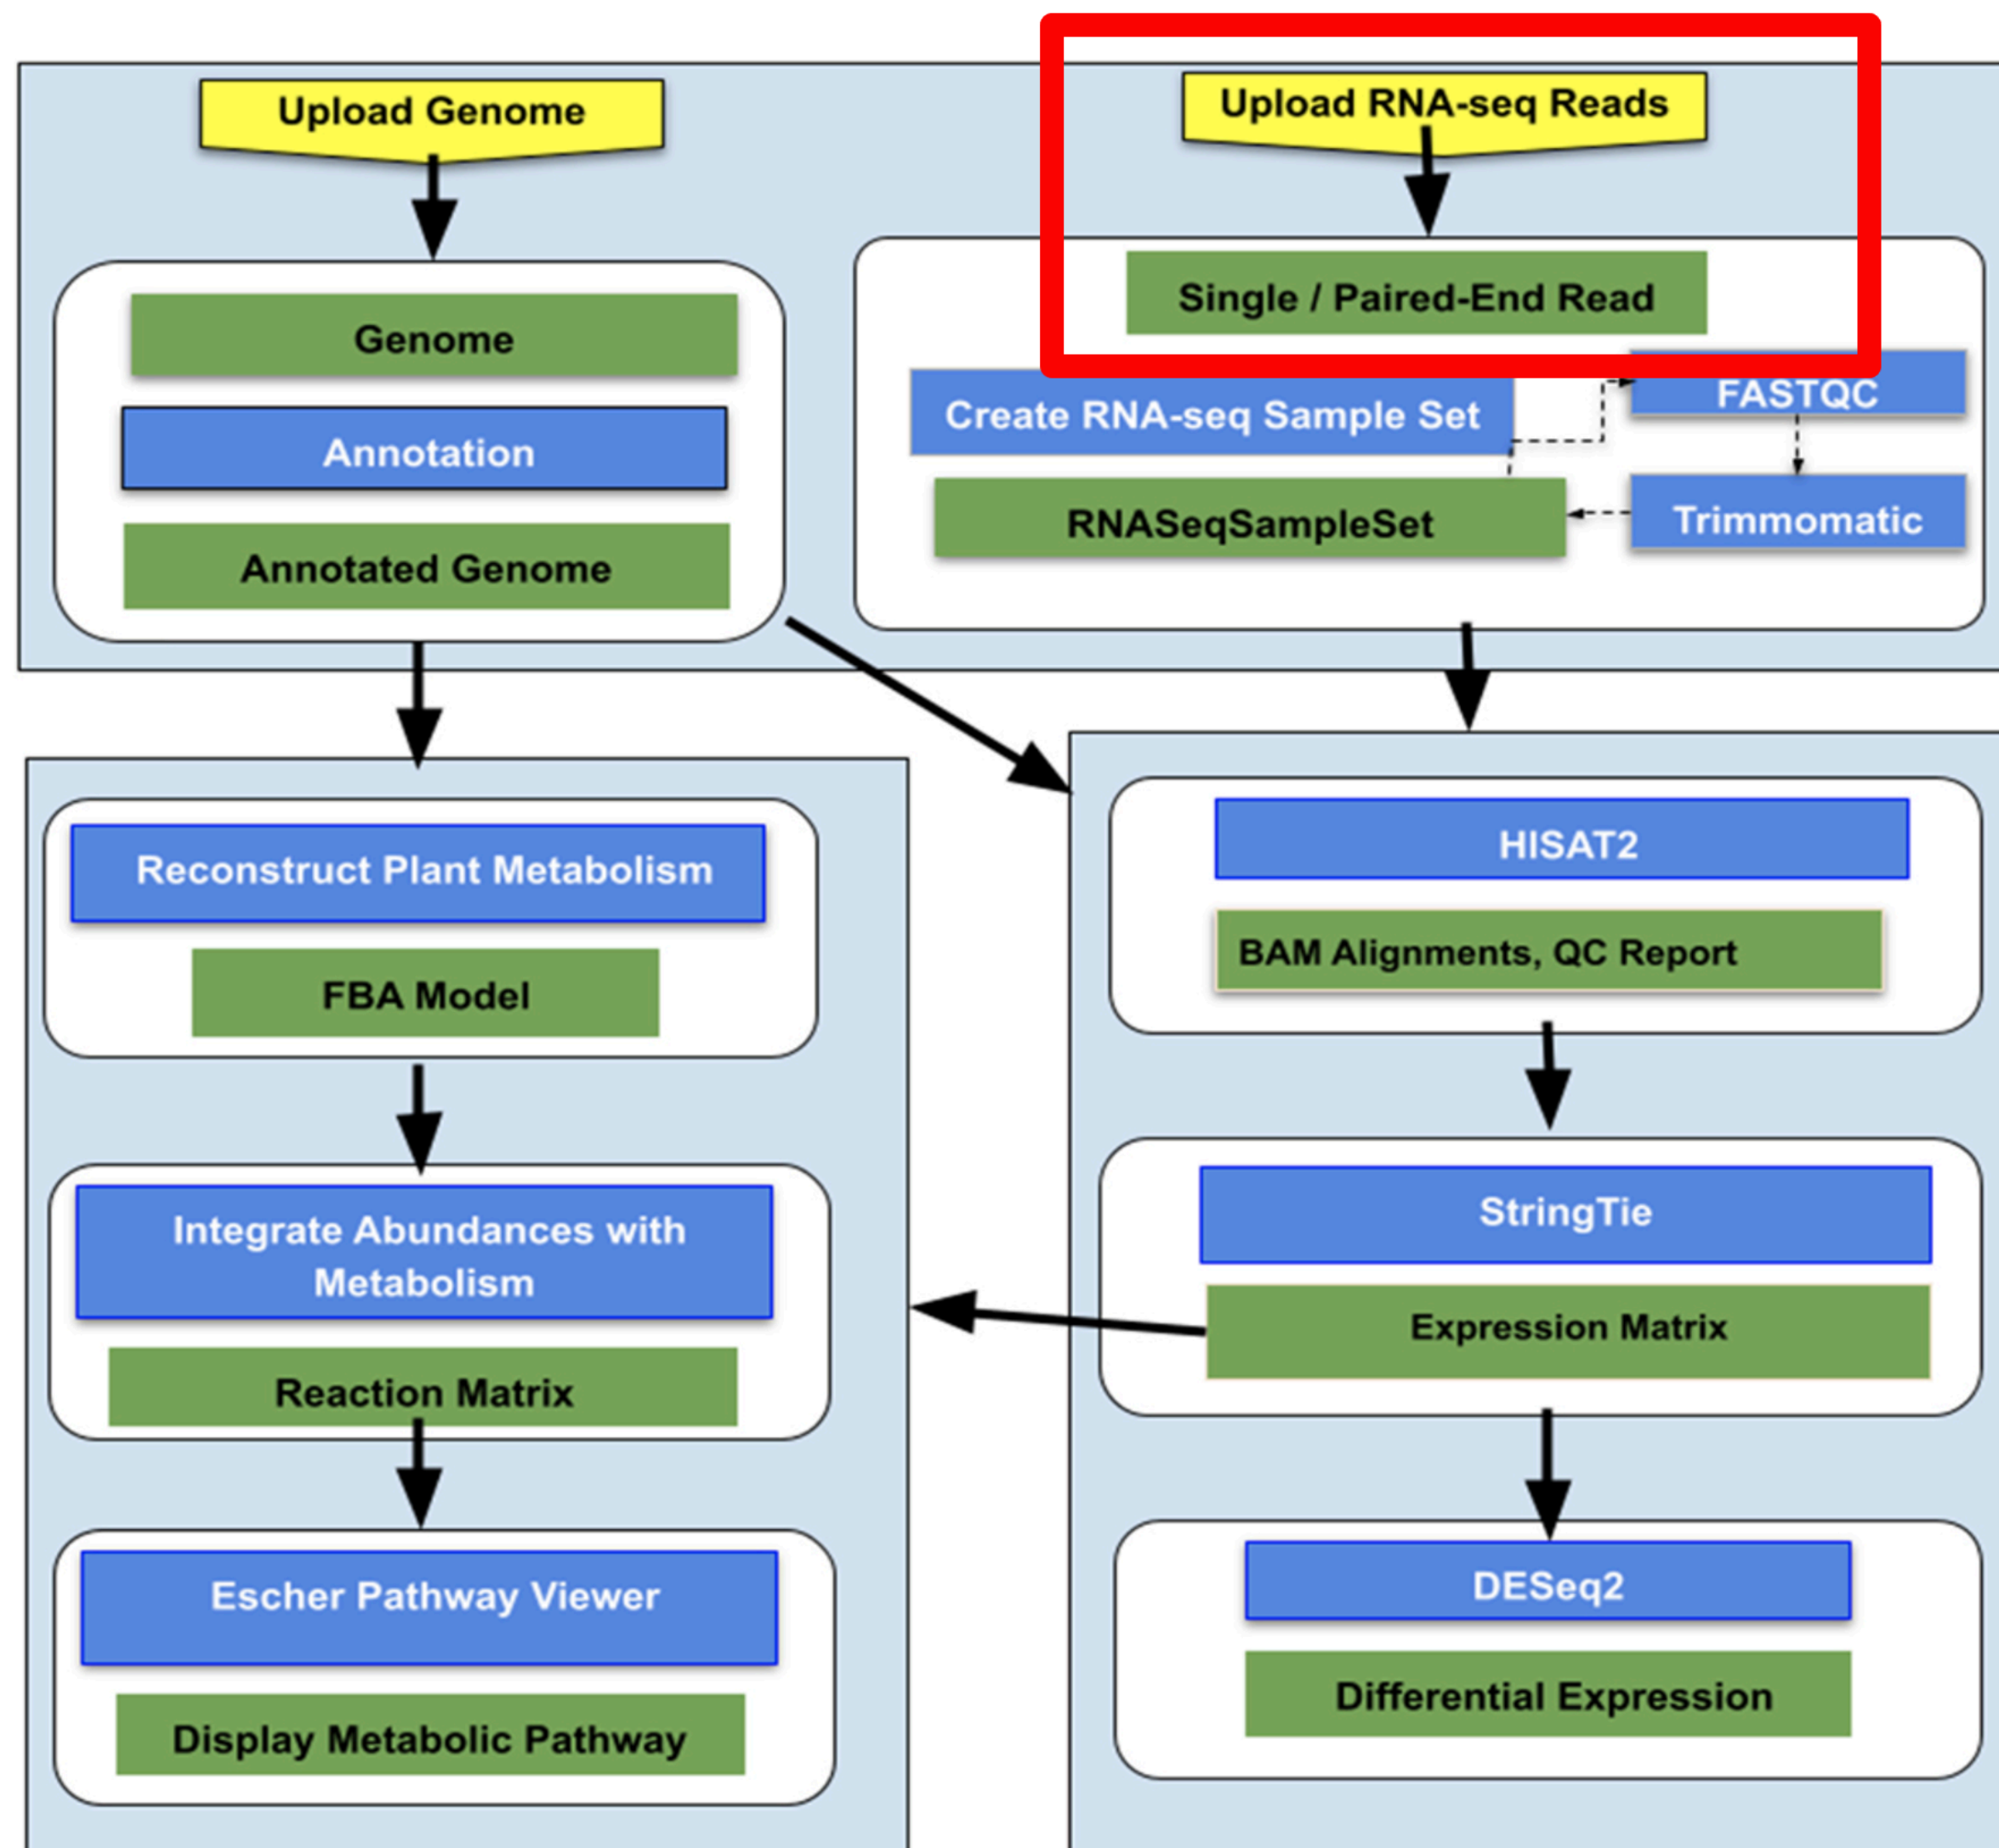 Upload Genome
Upload RNA-seq Reads
Genome
Annotation
Annotated Genome
Single / Paired-End Read
Create RNA-seq Sample Set
FASTQC
RNASeqSampleSet
Trimmomatic
Reconstruct Plant Metabolism
FBA Model
Integrate Abundances with
Metabolism
Reaction Matrix
Escher Pathway Viewer
Display Metabolic Pathway
HISAT2
BAM Alignments, QC Report
StringTie
Expression Matrix
DESeq2
Differential Expression